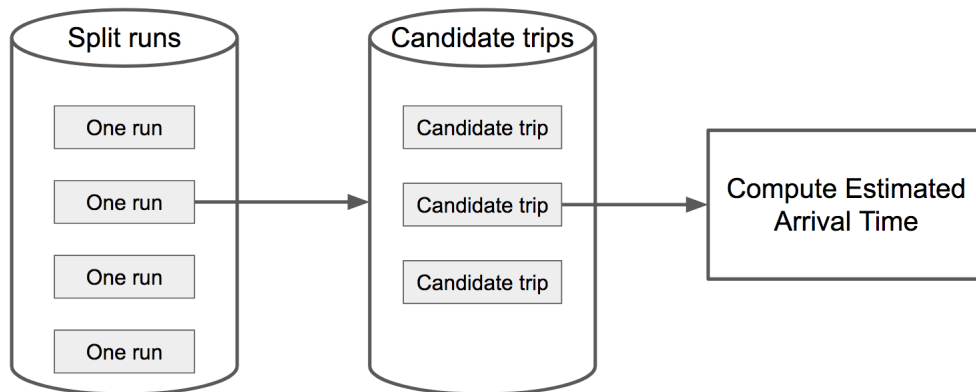 Split runs
One run
One run
One run
One run
Candidate trips
Candidate trip
Candidate trip
Candidate trip
Compute Estimated
Arrival Time